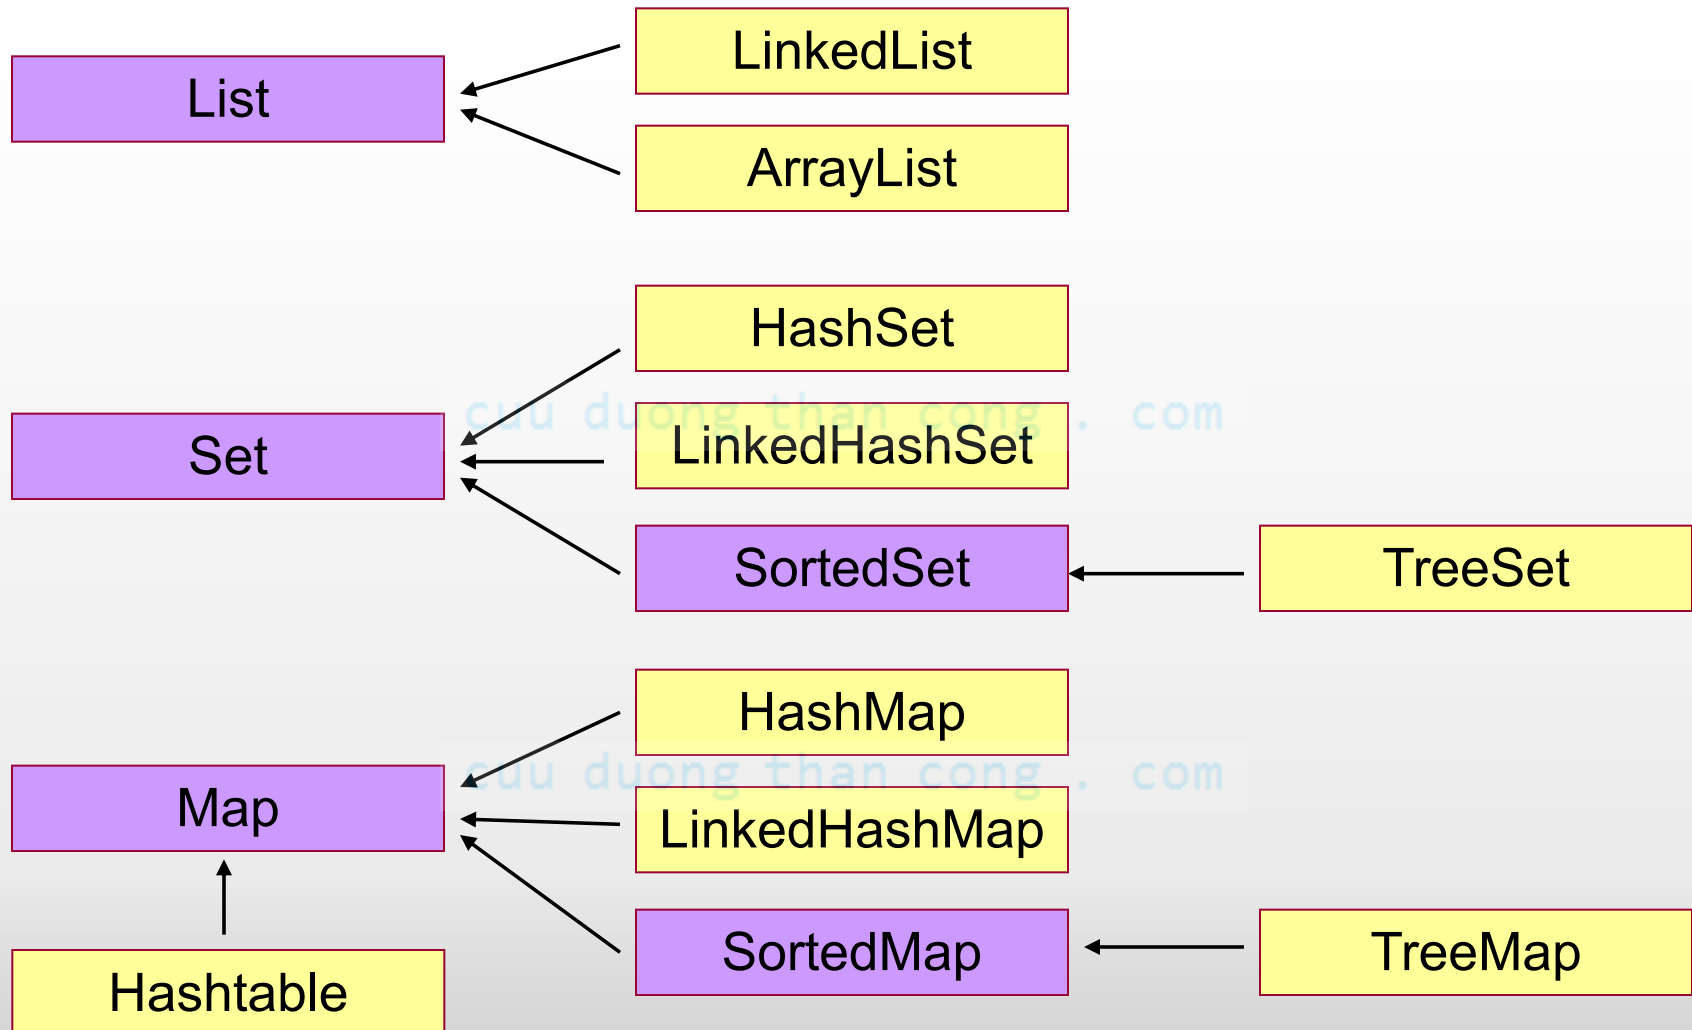 LinkedList
List
ArrayList
HashSet
cuu duong than cong . com
LinkedHashSet
Set
SortedSet
TreeSet
HashMap
cuu duong than cong . com
Map
LinkedHashMap
SortedMap
TreeMap
Hashtable